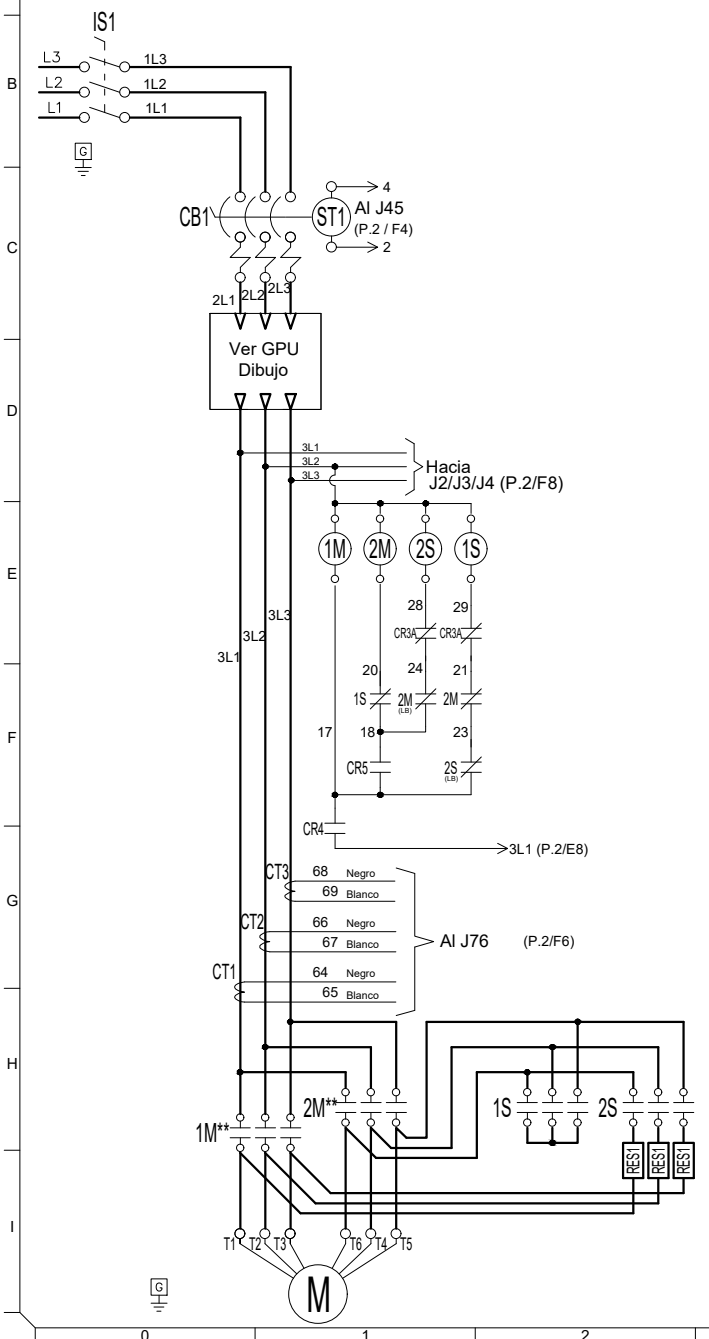 IS1
L3 1L3
B
L2 1L2
L1 1L1
G
4
CB1 ST1 Al J45
(P.2 / F4)
C
2
2L1 2L2 2L3
Ver GPU
Dibujo
D
3L1
3L2
3L3
Hacia
J2/J3/J4 (P.2/F8)
1M 2M 2S 1S
E
28 29
CR3A CR3A
3L1 3L2 3L3
20 24 21
1S 2M 2M
(LB)
17 18 23
F
CR5 2S
(LB)
CR4
3L1 (P.2/E8)
CT3 68 Negro
69 Blanco
G
CT2 66 Negro
67 Blanco
Al J76 (P.2/F6)
CT1 64 Negro
65 Blanco
H
1M** 2M** 1S 2S
RES1 RES1 RES1
I
T1 T2 T3 T6 T4 T5
G
M
0 1 2